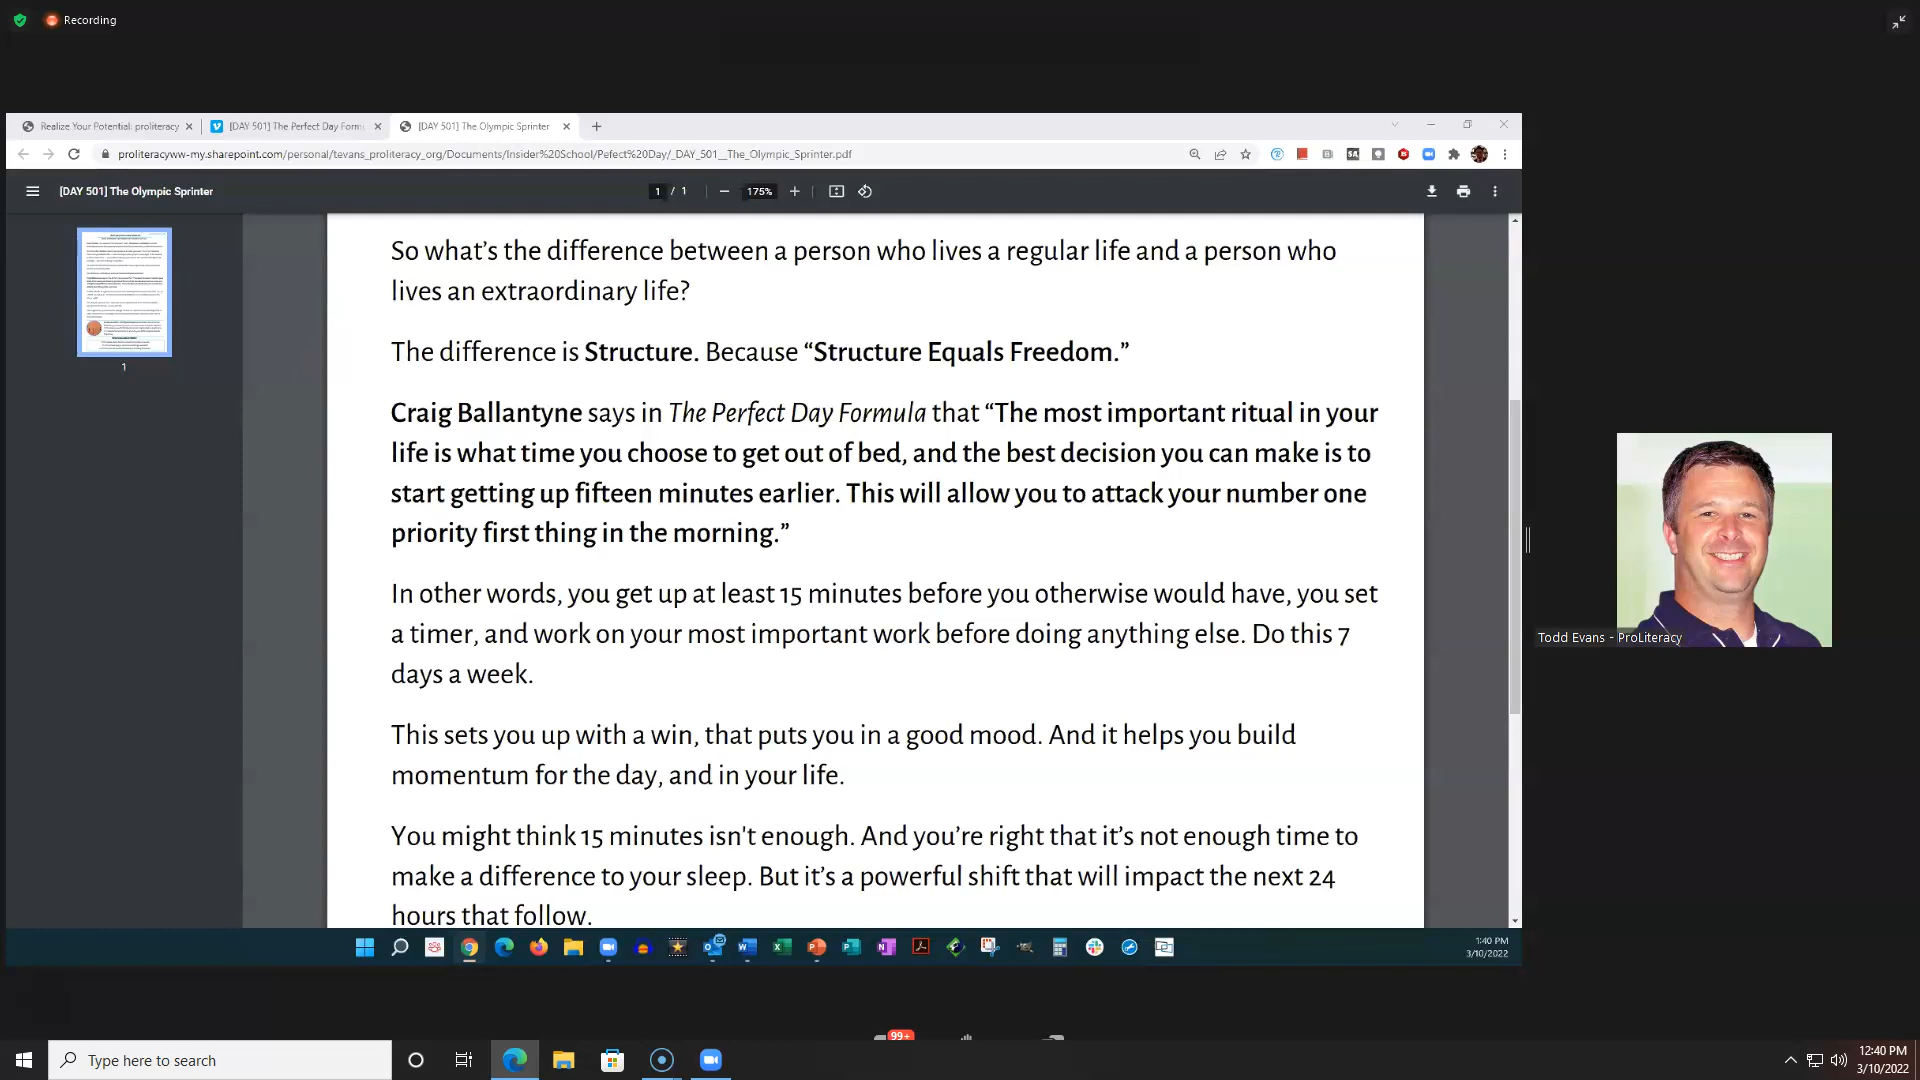 Recording
Realize Your Potential: proliteracy
[DAY 501] The Perfect Day Formu
[DAY 501] The Olympic Sprinter
proliteracyww-my.sharepoint.com/personal/tevans_proliteracy_org/Documents/Insider%20School/Pefect%20Day/_DAY_501__The_Olympic_Sprinter.pdf
[DAY 501] The Olympic Sprinter
1 / 1
175%
So what’s the difference between a person who lives a regular life and a person who
lives an extraordinary life?
The difference is Structure. Because “Structure Equals Freedom.”
Craig Ballantyne says in The Perfect Day Formula that “The most important ritual in your
life is what time you choose to get out of bed, and the best decision you can make is to
start getting up fifteen minutes earlier. This will allow you to attack your number one
priority first thing in the morning.”
In other words, you get up at least 15 minutes before you otherwise would have, you set
a timer, and work on your most important work before doing anything else. Do this 7
days a week.
This sets you up with a win, that puts you in a good mood. And it helps you build
momentum for the day, and in your life.
You might think 15 minutes isn't enough. And you’re right that it’s not enough time to
make a difference to your sleep. But it’s a powerful shift that will impact the next 24
hours that follow.
1
Todd Evans - ProLiteracy
1:40 PM
3/10/2022
99+
Type here to search
12:40 PM
3/10/2022